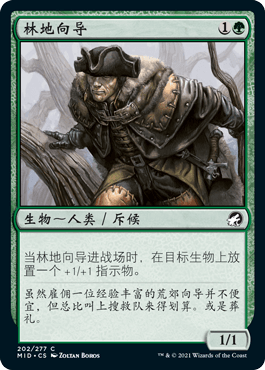 林地向导 1
生物～人类 / 斥候
当林地向导进战场时，在目标生物上放
置一个 +1/+1 指示物。
虽然雇佣一位经验丰富的荒郊向导并不便
宜，但总比叫上搜救队来得划算。或是葬
礼。
1/1
202/277 C
MID • CS ZOLTAN BOROS
™ & © 2021 Wizards of the Coast